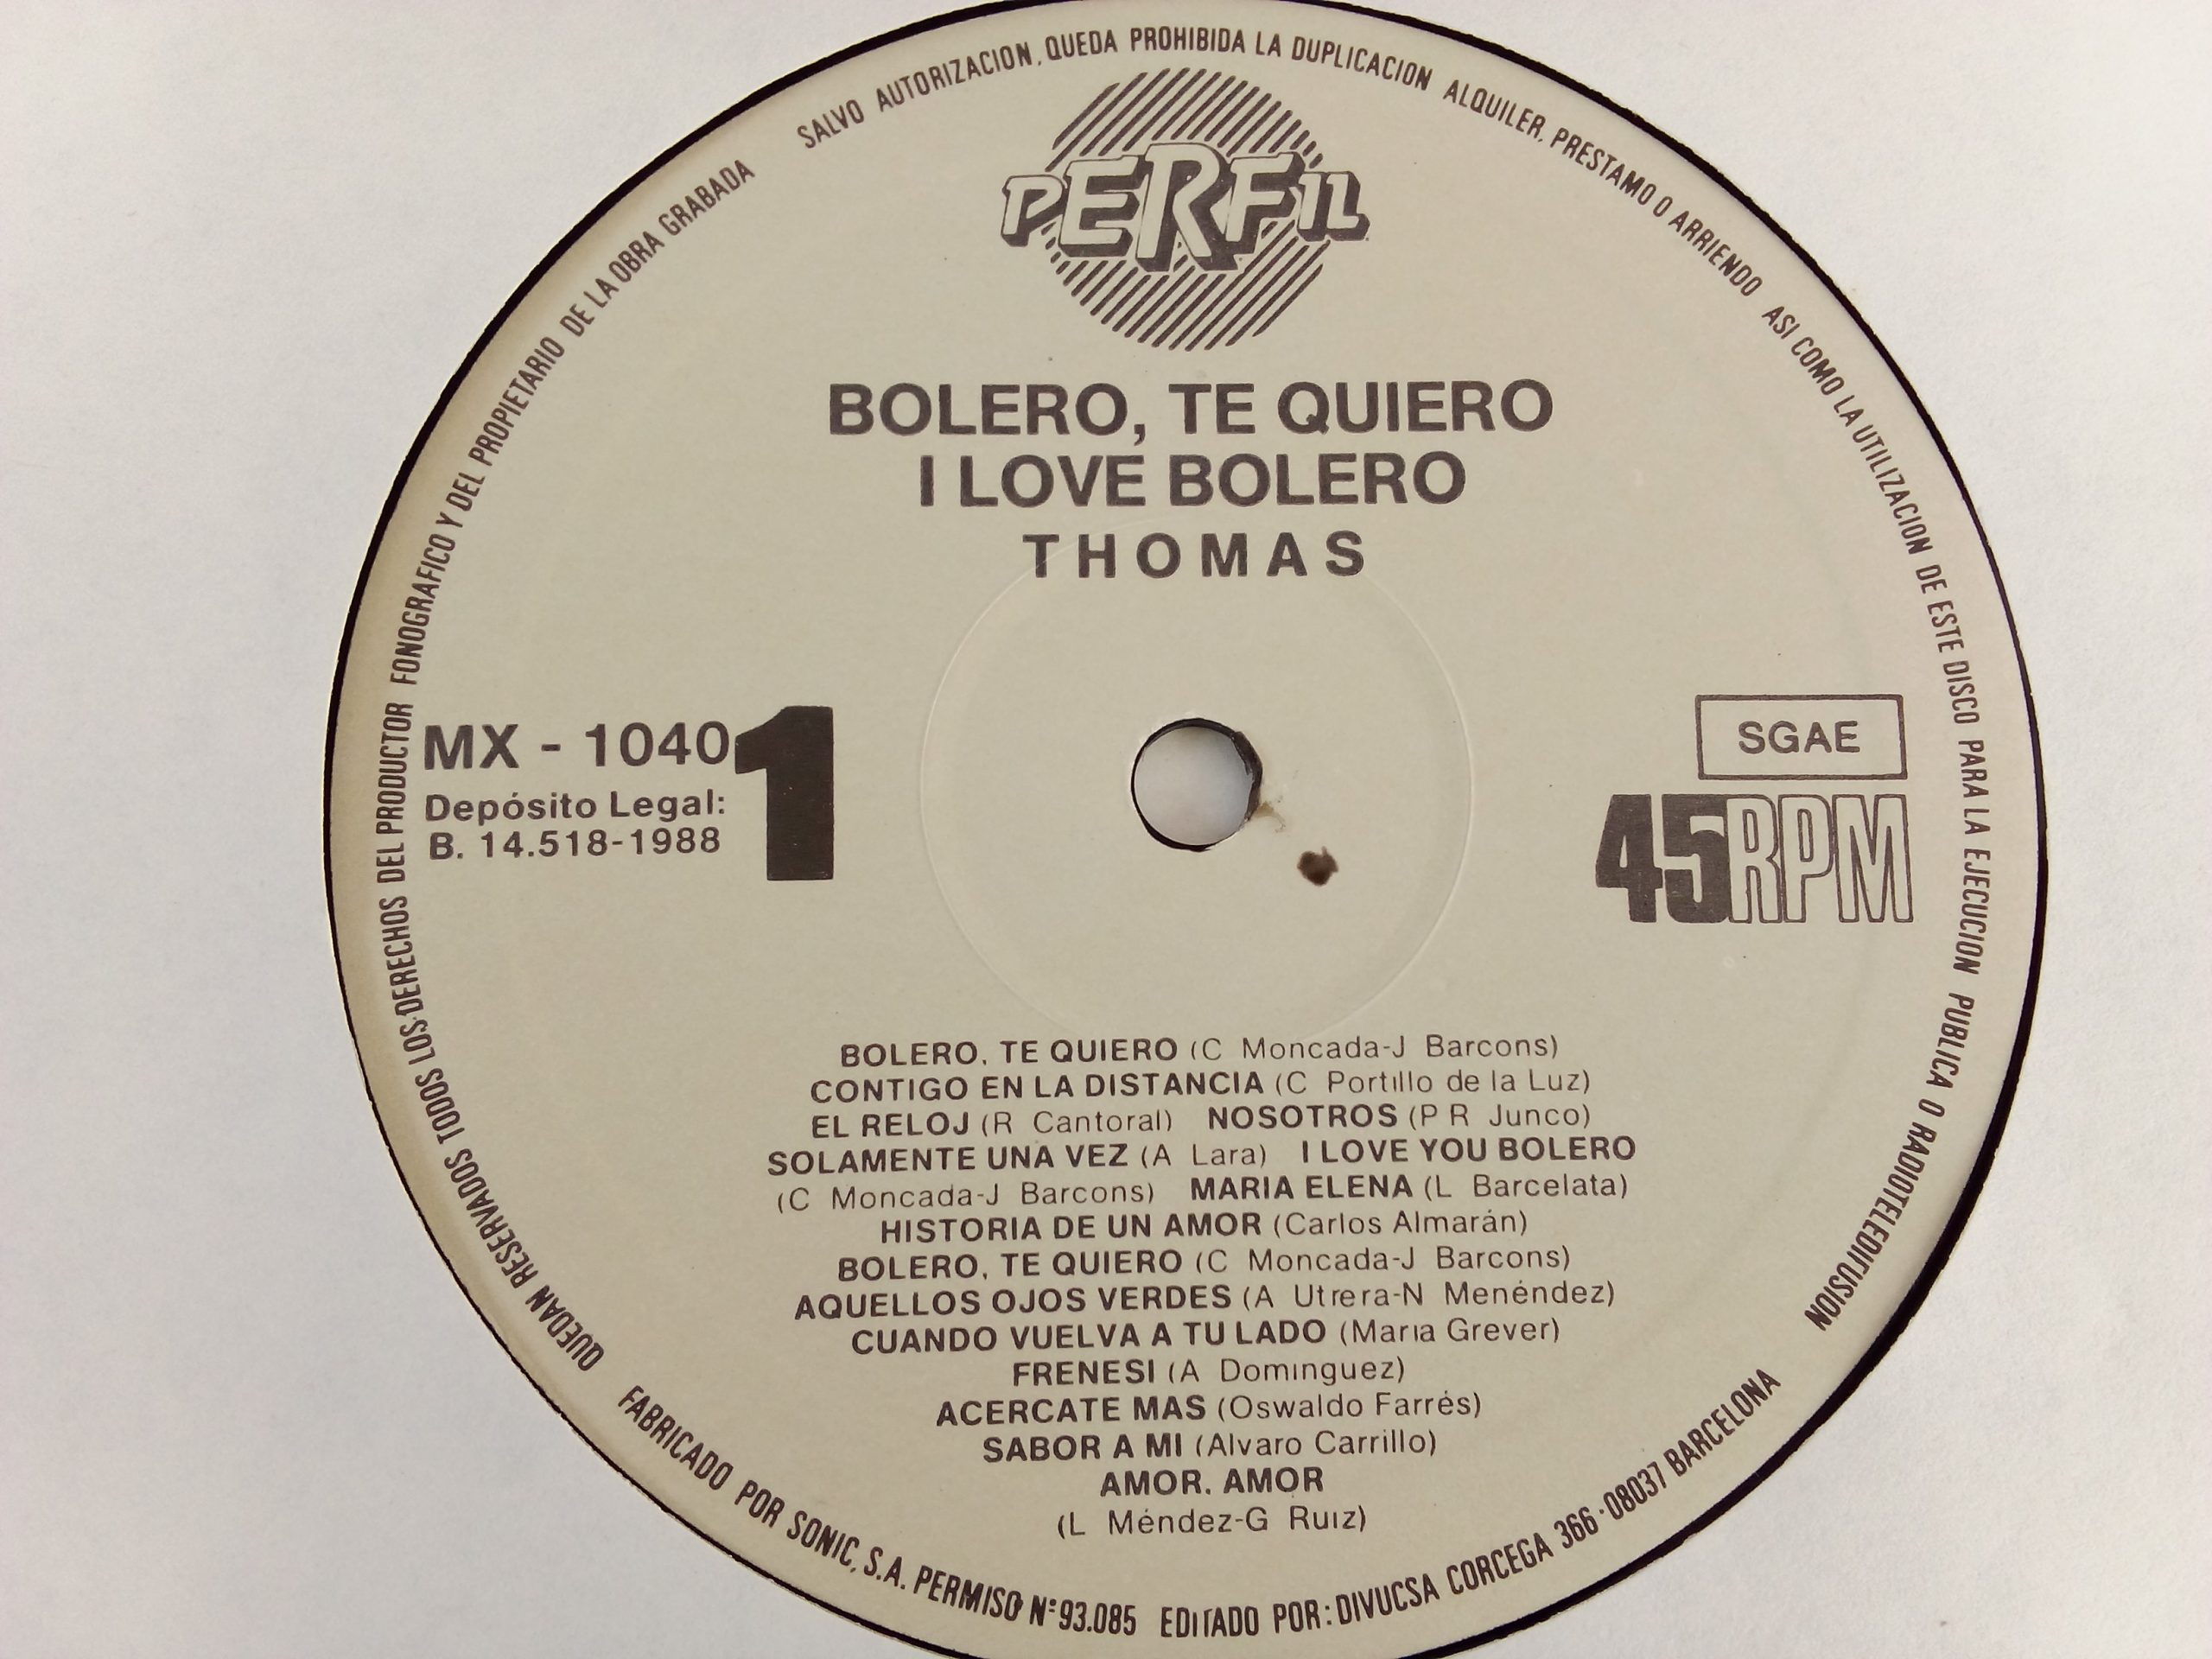 QUEDAN RESERVADOS TODOS LOS DERECHOS DEL PRODUCTOR FONOGRAFICO Y DEL PROPIETARIO DE LA OBRA GRABADA SALVO AUTORIZACION, QUEDA PROHIBIDA LA DUPLICACION ALQUILER, PRESTAMO O ARRIENDO ASI COMO LA UTILIZACION DE ESTE DISCO PARA LA EJECUCION PUBLICA O RADIOTELEDIFUSION
PERFIL
BOLERO, TE QUIERO
I LOVE BOLERO
THOMAS
MX - 1040
1
Depósito Legal:
B. 14.518-1988
SGAE
45RPM
BOLERO, TE QUIERO (C Moncada-J Barcons)
CONTIGO EN LA DISTANCIA (C Portillo de la Luz)
EL RELOJ (R Cantoral) NOSOTROS (P R Junco)
SOLAMENTE UNA VEZ (A Lara) I LOVE YOU BOLERO
(C Moncada-J Barcons) MARIA ELENA (L Barcelata)
HISTORIA DE UN AMOR (Carlos Almarán)
BOLERO, TE QUIERO (C Moncada-J Barcons)
AQUELLOS OJOS VERDES (A Utrera-N Menéndez)
CUANDO VUELVA A TU LADO (Maria Grever)
FRENESI (A Dominguez)
ACERCATE MAS (Oswaldo Farrés)
SABOR A MI (Alvaro Carrillo)
AMOR, AMOR
(L Méndez-G Ruiz)
FABRICADO POR SONIC, S.A. PERMISO Nº 93.085 EDITADO POR: DIVUCSA CORCEGA 366 · 08037 BARCELONA